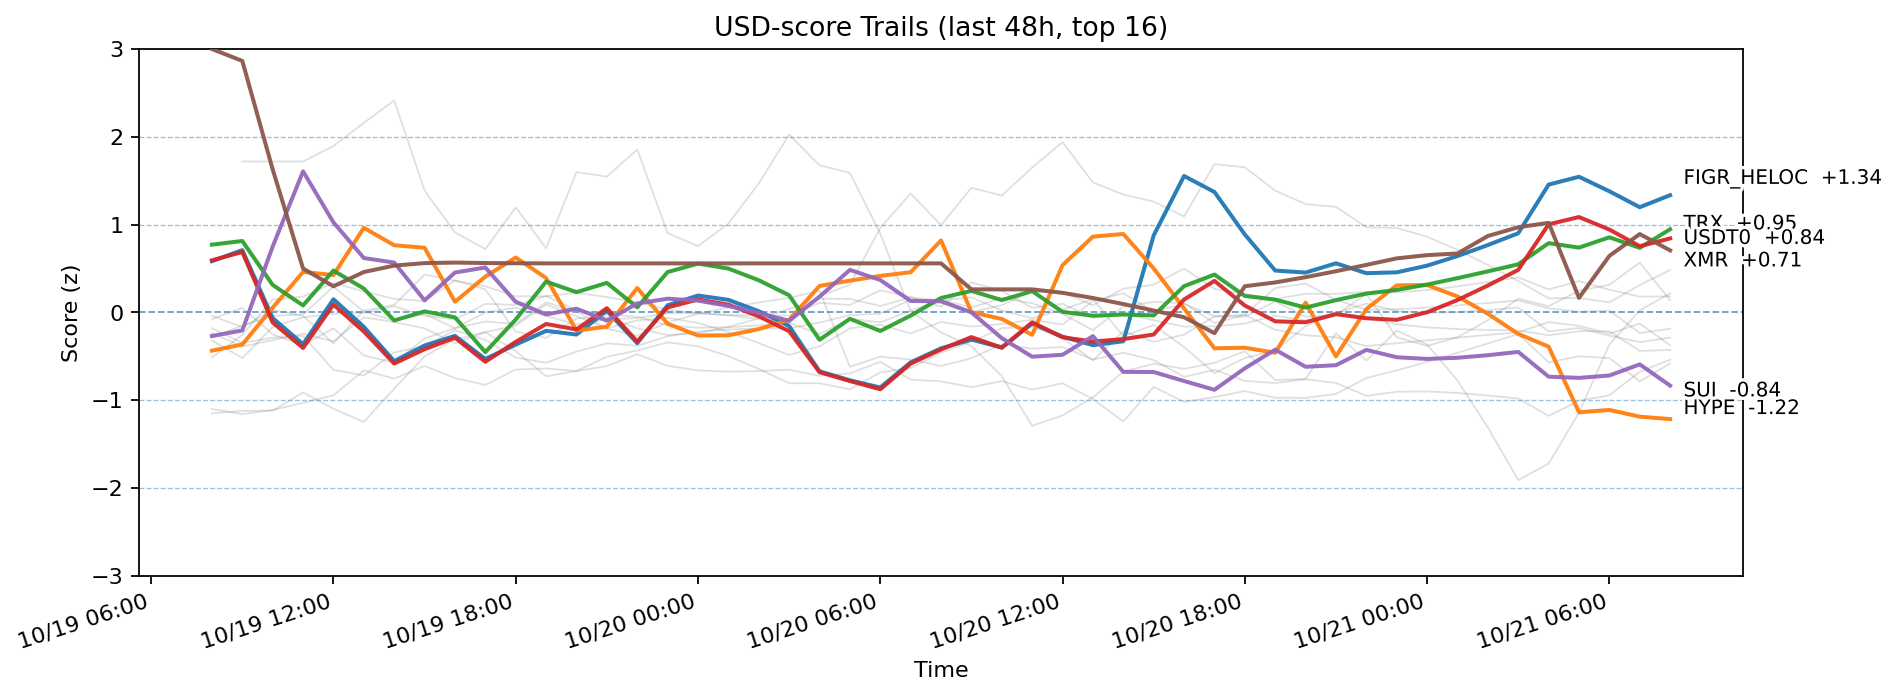 USD-score Trails (last 48h, top 16)
Score (z)
3
2
1
0
−1
−2
−3
FIGR_HELOC +1.34
TRX +0.95
USDT0 +0.84
XMR +0.71
SUI -0.84
HYPE -1.22
10/19 06:00
10/19 12:00
10/19 18:00
10/20 00:00
10/20 06:00
10/20 12:00
10/20 18:00
10/21 00:00
10/21 06:00
Time